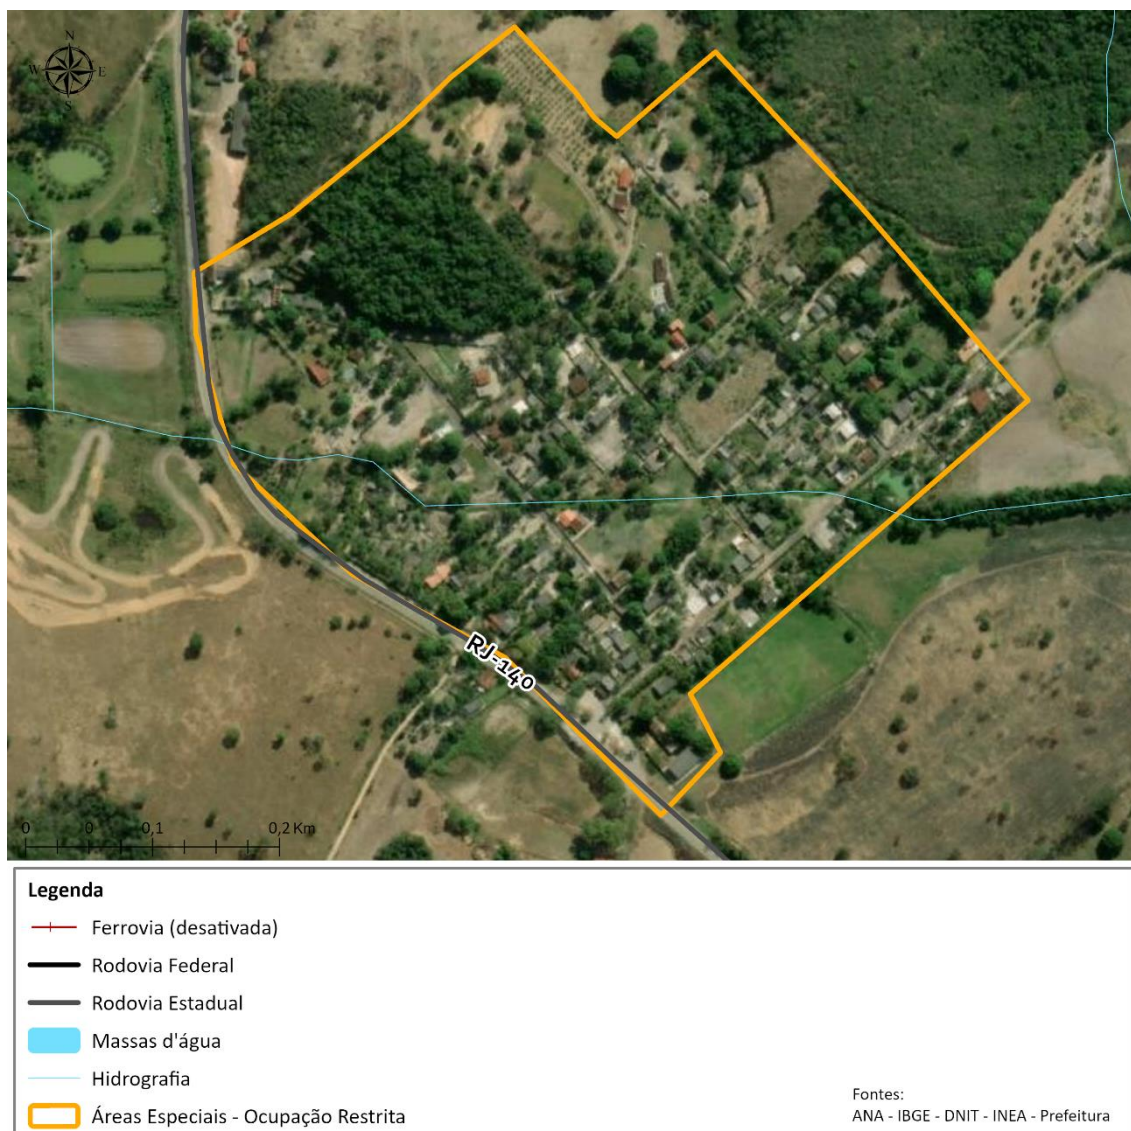 N
W E
S
RJ-140
0 0 0,1 0,2 Km
Legenda
Ferrovia (desativada)
Rodovia Federal
Rodovia Estadual
Massas d'água
Hidrografia
Áreas Especiais - Ocupação Restrita
Fontes:
ANA - IBGE - DNIT - INEA - Prefeitura